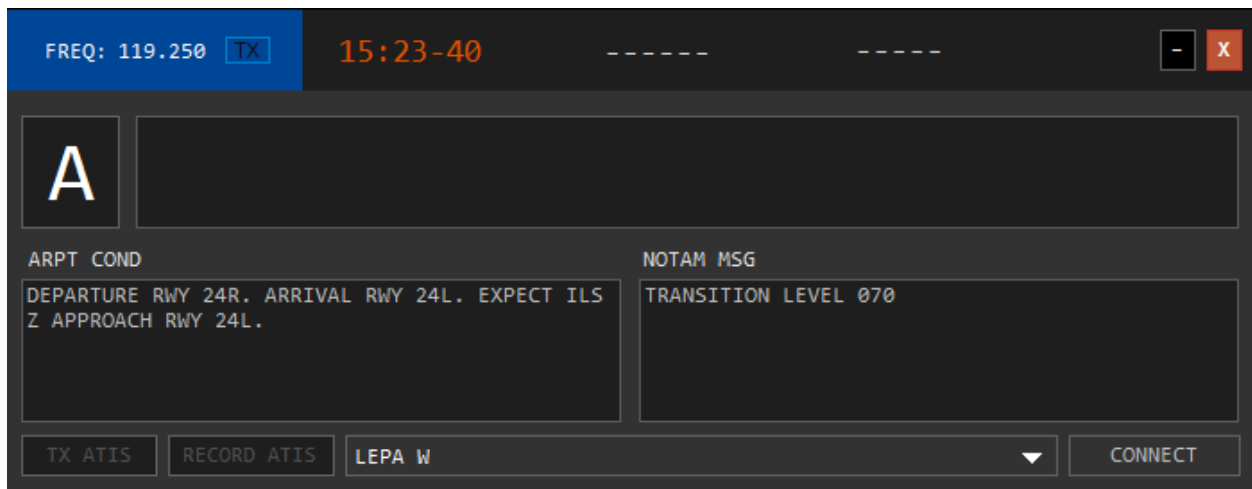 FREQ: 119.250 TX 15:23-40 ------ ----- - X
A
ARPT COND NOTAM MSG
DEPARTURE RWY 24R. ARRIVAL RWY 24L. EXPECT ILS
Z APPROACH RWY 24L.
TRANSITION LEVEL 070
TX ATIS RECORD ATIS LEPA W CONNECT